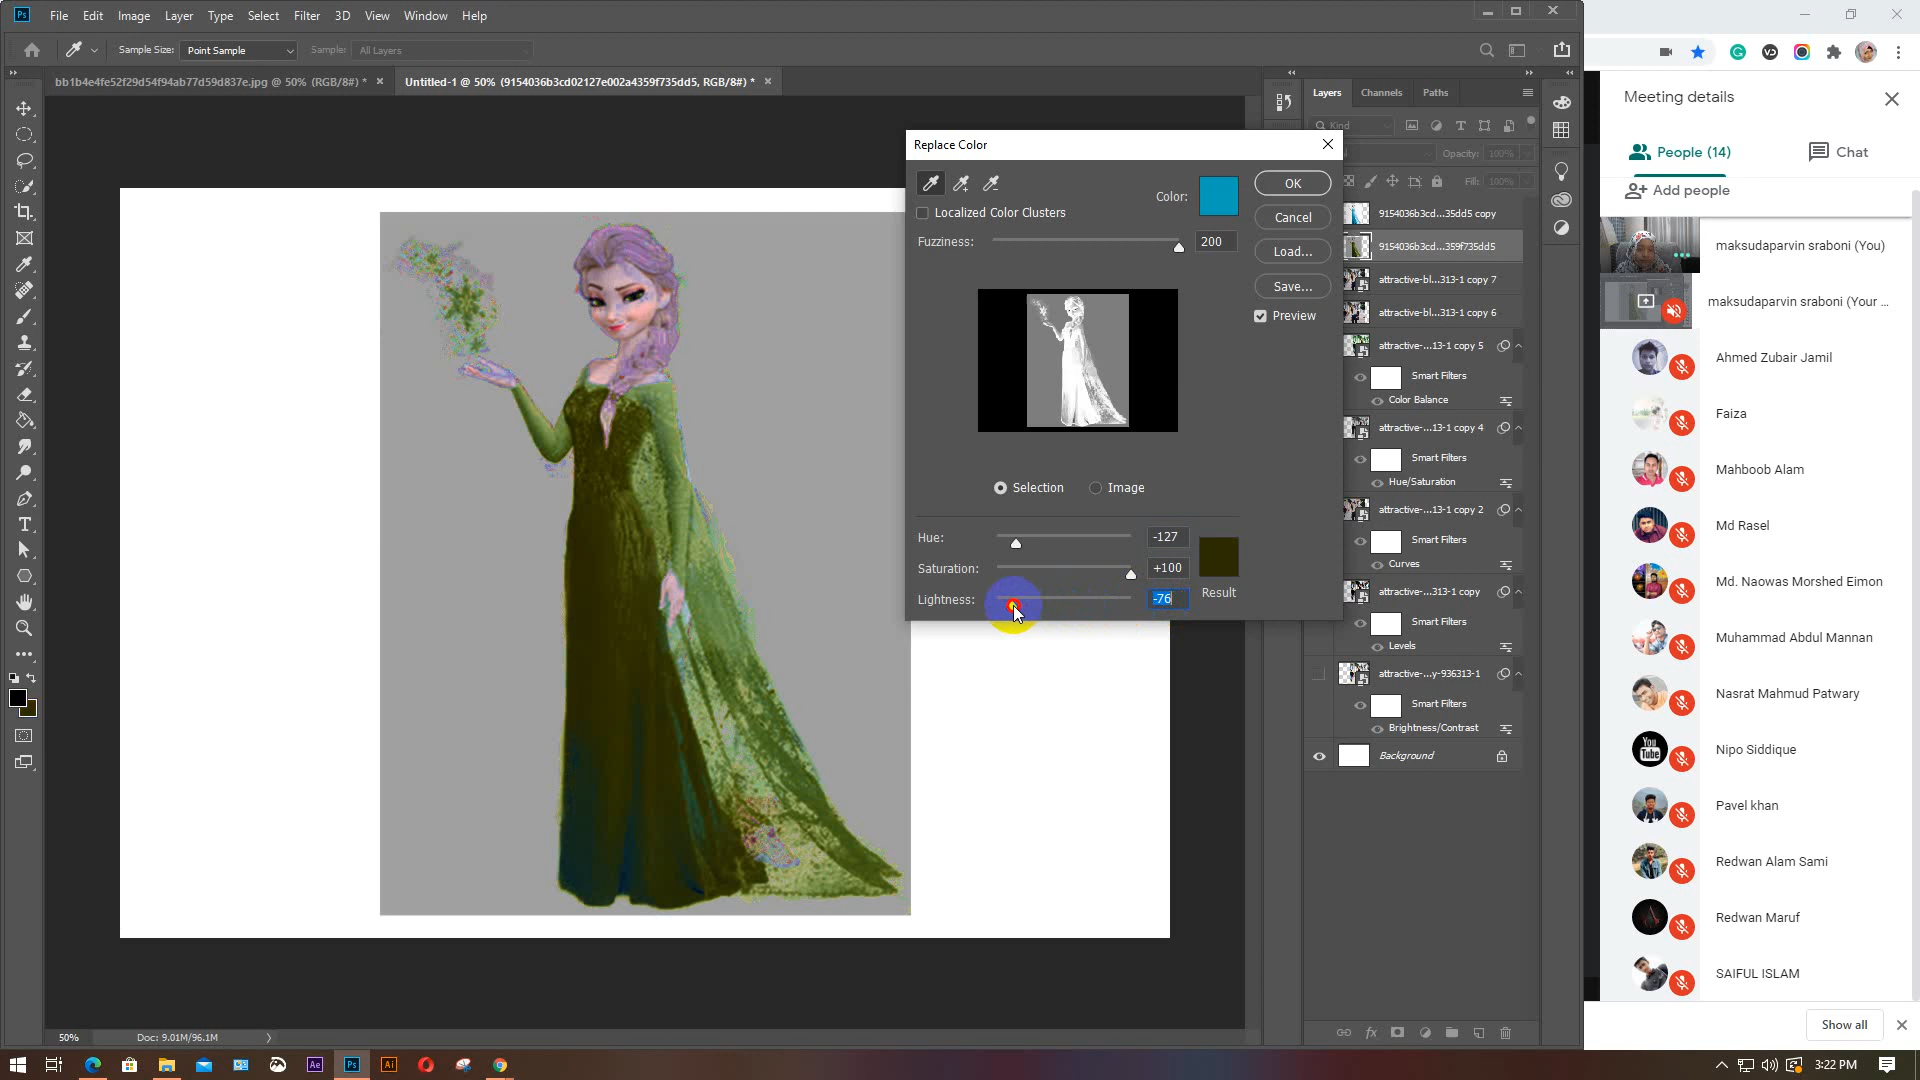 Ps File Edit Image Layer Type Select Filter 3D View Window Help
Sample Size: Point Sample Sample: All Layers
bb1b4e4fe52f29d54f94ab77d59d837e.jpg @ 50% (RGB/8#) *
Untitled-1 @ 50% (9154036b3cd02127e002a4359f735dd5, RGB/8#) *
Replace Color
Localized Color Clusters
Fuzziness: 200
Color:
OK
Cancel
Load...
Save...
Preview
Selection Image
Hue: -127
Saturation: +100
Lightness: -76
Result
Layers Channels Paths
Kind
Opacity: 100%
Fill: 100%
9154036b3cd...35dd5 copy
9154036b3cd...359f735dd5
attractive-bl...313-1 copy 7
attractive-bl...313-1 copy 6
attractive-...13-1 copy 5
Smart Filters
Color Balance
attractive-...13-1 copy 4
Smart Filters
Hue/Saturation
attractive-...13-1 copy 2
Smart Filters
Curves
attractive-...313-1 copy
Smart Filters
Levels
attractive-...y-936313-1
Smart Filters
Brightness/Contrast
Background
50% Doc: 9.01M/96.1M
Meeting details
People (14) Chat
Add people
maksudaparvin sraboni (You)
maksudaparvin sraboni (Your ...
Ahmed Zubair Jamil
Faiza
Mahboob Alam
Md Rasel
Md. Naowas Morshed Eimon
Muhammad Abdul Mannan
Nasrat Mahmud Patwary
You Tube
Nipo Siddique
Pavel khan
Redwan Alam Sami
Redwan Maruf
SAIFUL ISLAM
Show all
Ae Ps Ai
3:22 PM